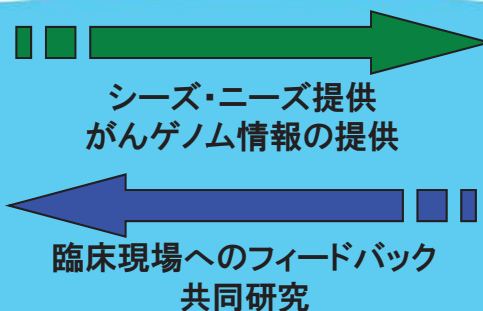 シーズ・ニーズ提供
がんゲノム情報の提供
臨床現場へのフィードバック
共同研究